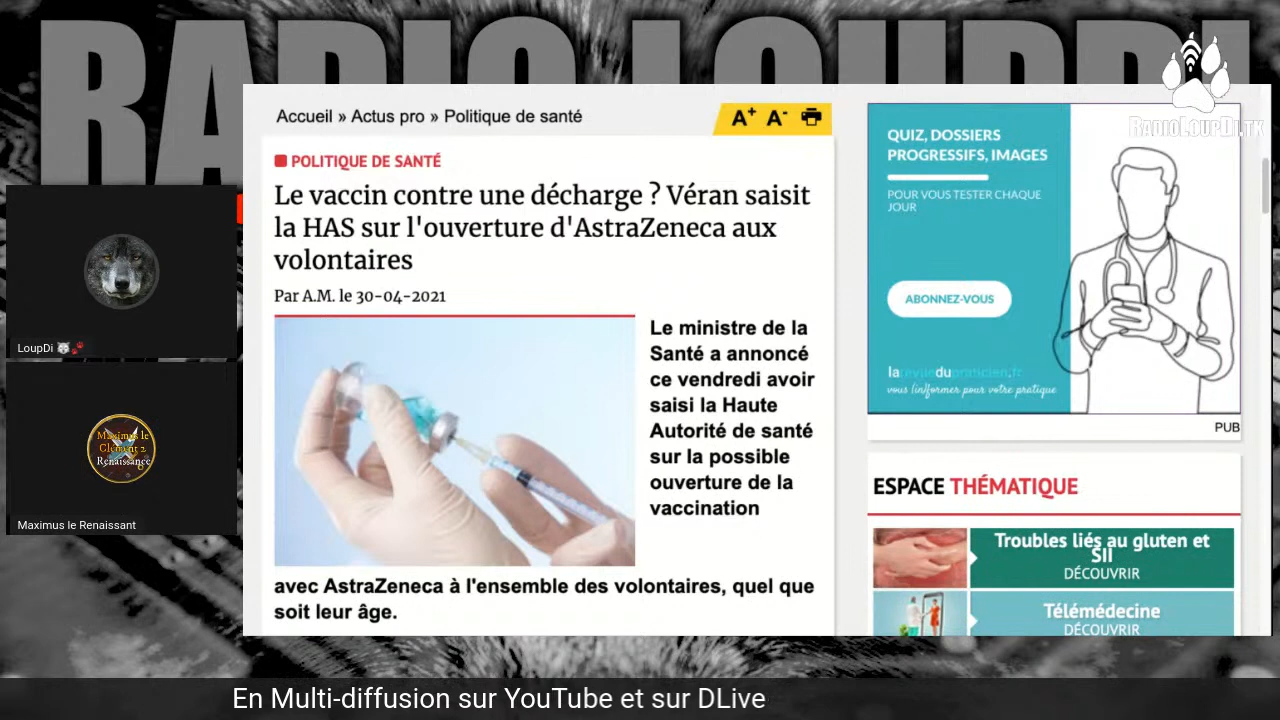 RADIO LOUPDI
RADIOLOUPDI.TK
Accueil » Actus pro » Politique de santé
A+ A-
POLITIQUE DE SANTÉ
Le vaccin contre une décharge ? Véran saisit
la HAS sur l'ouverture d'AstraZeneca aux
volontaires
Par A.M. le 30-04-2021
Le ministre de la
Santé a annoncé
ce vendredi avoir
saisi la Haute
Autorité de santé
sur la possible
ouverture de la
vaccination
avec AstraZeneca à l'ensemble des volontaires, quel que
soit leur âge.
QUIZ, DOSSIERS
PROGRESSIFS, IMAGES
POUR VOUS TESTER CHAQUE
JOUR
ABONNEZ-VOUS
larevuedupraticien.fr
vous (in)former pour votre pratique
PUB
ESPACE THÉMATIQUE
Troubles liés au gluten et
SII
DÉCOUVRIR
Télémédecine
DÉCOUVRIR
LoupDi
Maximus le
Clément 2
Renaissance
Maximus le Renaissant
En Multi-diffusion sur YouTube et sur DLive